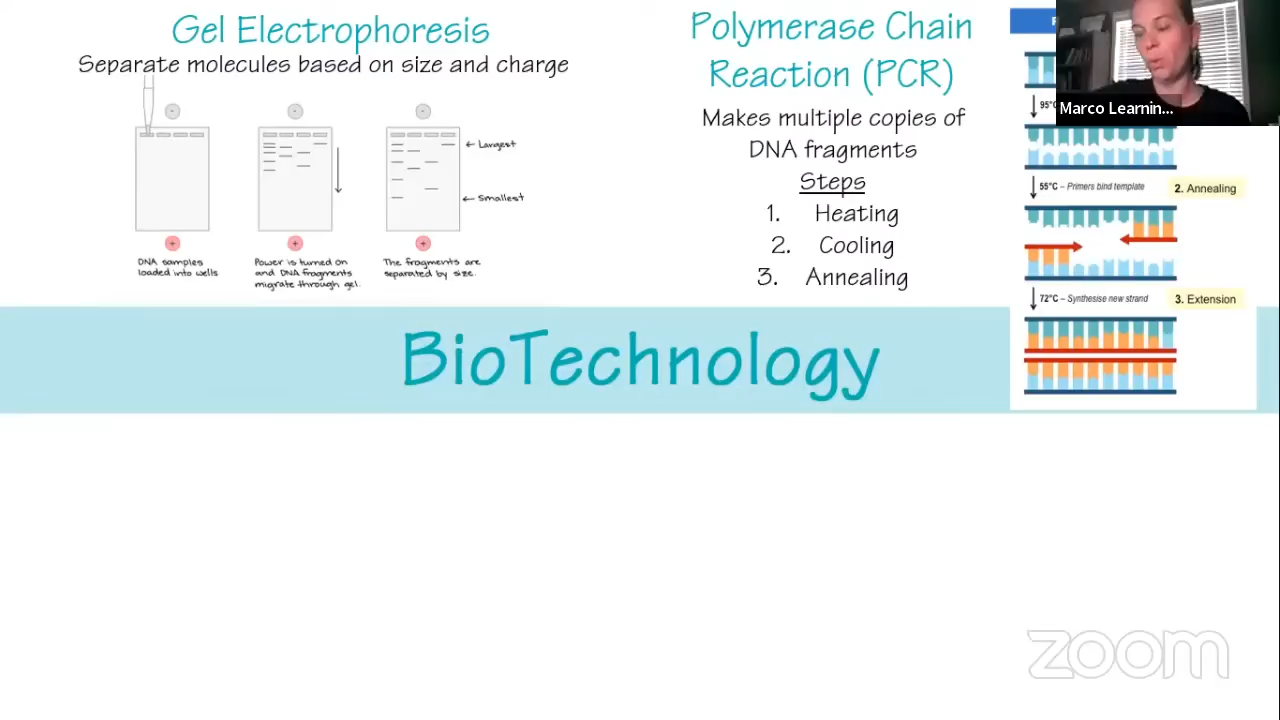 Gel Electrophoresis
Separate molecules based on size and charge
-
-
-
← Largest
← Smallest
+
+
+
DNA samples
loaded into wells
Power is turned on
and DNA fragments
migrate through gel.
The fragments are
separated by size.
Polymerase Chain
Reaction (PCR)
Makes multiple copies of
DNA fragments
Steps
1. Heating
2. Cooling
3. Annealing
Marco Learnin...
55°C – Primers bind template
2. Annealing
72°C – Synthesise new strand
3. Extension
BioTechnology
zoom